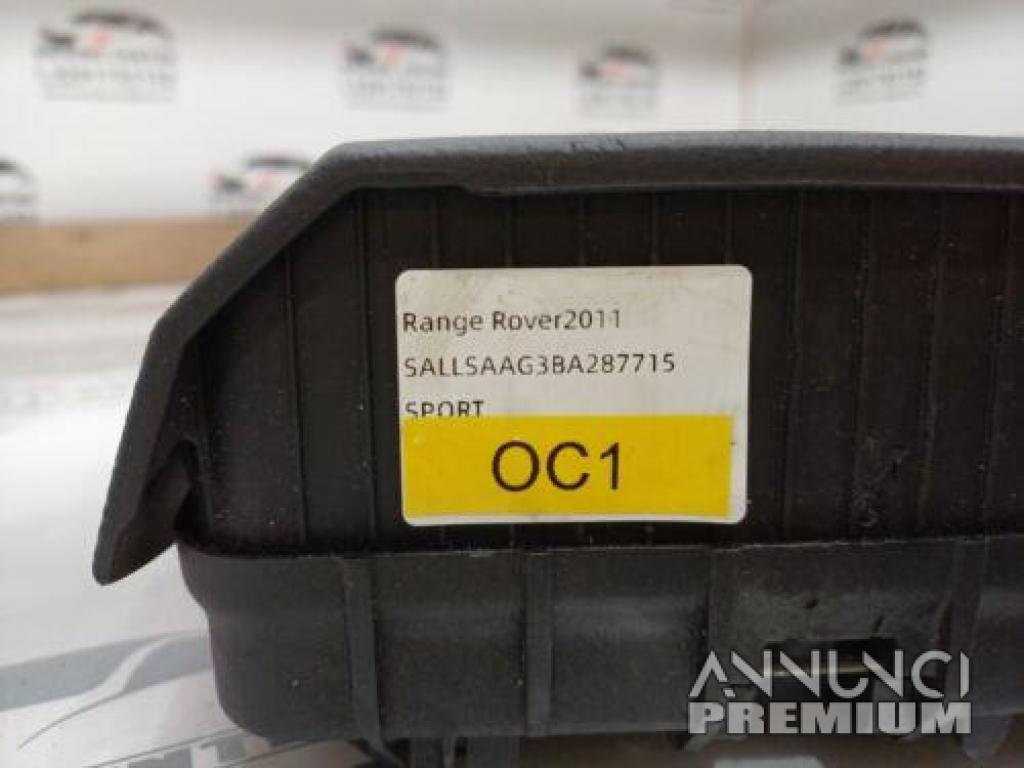 Range Rover2011
SALLSAAG3BA287715
SPORT
OC1
ANNUNCI
PREMIUM